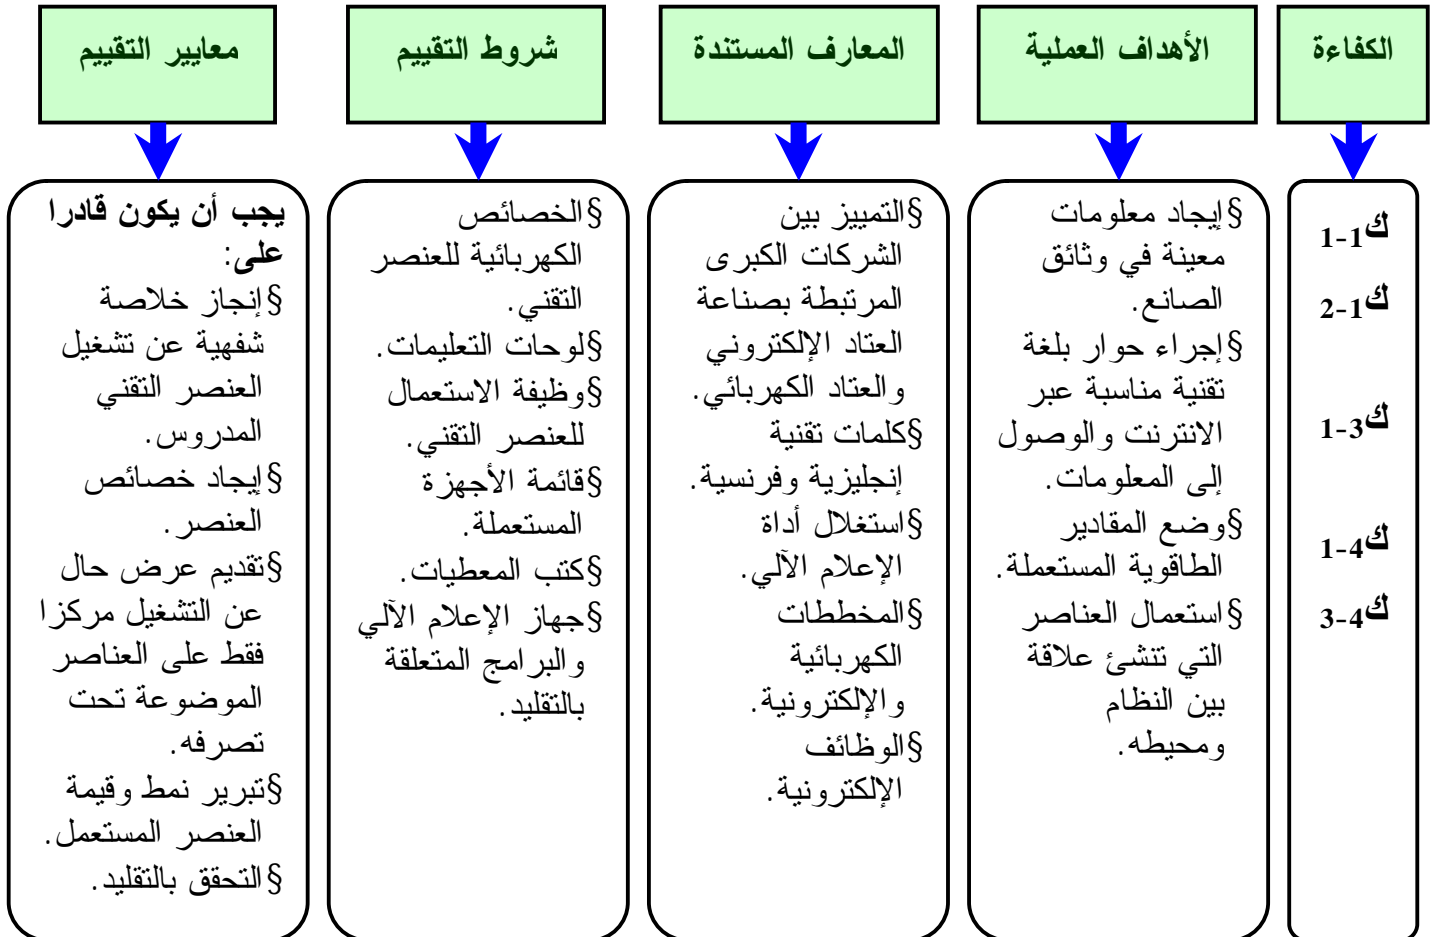 الكفاءة
الأهداف العملية
المعارف المستندة
شروط التقييم
معايير التقييم
ك1-1
ك1-2
ك3-1
ك4-1
ك4-3
§إيجاد معلومات
معينة في وثائق
الصانع.
§إجراء حوار بلغة
تقنية مناسبة عبر
الانترنت والوصول
إلى المعلومات.
§وضع المقادير
الطاقوية المستعملة.
§استعمال العناصر
التي تنشئ علاقة
بين النظام
ومحيطه.
§التمييز بين
الشركات الكبرى
المرتبطة بصناعة
العتاد الإلكتروني
والعتاد الكهربائي.
§كلمات تقنية
إنجليزية وفرنسية.
§استغلال أداة
الإعلام الآلي.
§المخططات
الكهربائية
والإلكترونية.
§الوظائف
الإلكترونية.
§الخصائص
الكهربائية للعنصر
التقني.
§لوحات التعليمات.
§وظيفة الاستعمال
للعنصر التقني.
§قائمة الأجهزة
المستعملة.
§كتب المعطيات.
§جهاز الإعلام الآلي
والبرامج المتعلقة
بالتقليد.
يجب أن يكون قادرا
على:
§إنجاز خلاصة
شفهية عن تشغيل
العنصر التقني
المدروس.
§إيجاد خصائص
العنصر.
§تقديم عرض حال
عن التشغيل مركزا
فقط على العناصر
الموضوعة تحت
تصرفه.
§تبرير نمط وقيمة
العنصر المستعمل.
§التحقق بالتقليد.